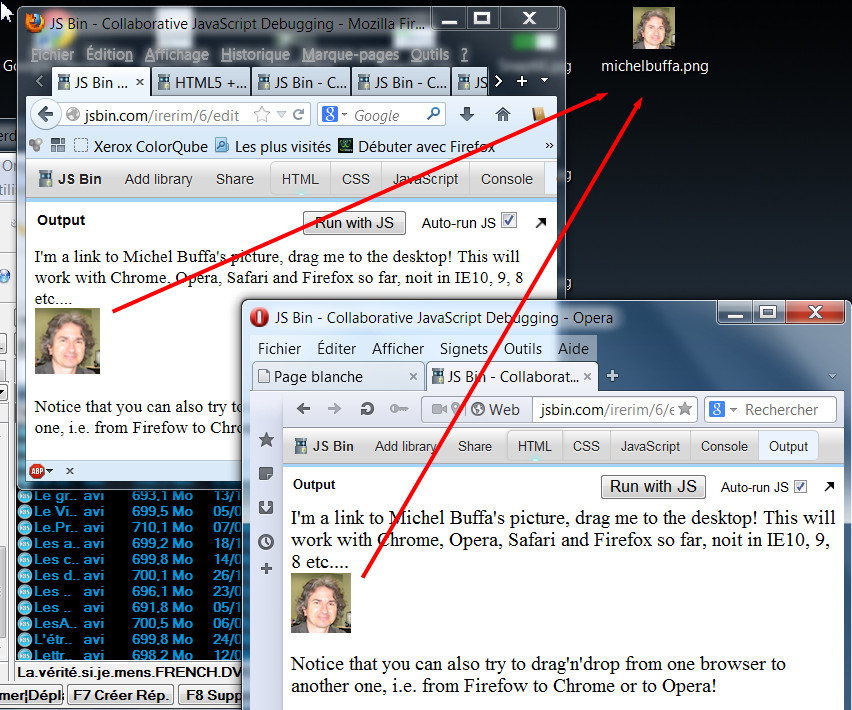 JS Bin - Collaborative JavaScript Debugging - Mozilla Fir...
Fichier Édition Affichage Historique Marque-pages Outils ?
JS Bin ... × HTML5 +... JS Bin - C... JS Bin - C... JS
jsbin.com/irerim/6/edit Google
Xerox ColorQube Les plus visités Débuter avec Firefox »
JS Bin Add library Share HTML CSS JavaScript Console
Output Run with JS Auto-run JS
I'm a link to Michel Buffa's picture, drag me to the desktop! This will
work with Chrome, Opera, Safari and Firefox so far, noit in IE10, 9, 8
etc....
Notice that you can also try to
one, i.e. from Firefow to Chro
ABP ×
michelbuffa.png
JS Bin - Collaborative JavaScript Debugging - Opera
Fichier Éditer Afficher Signets Outils Aide
Page blanche × JS Bin - Collaborat... × +
Web jsbin.com/irerim/6/e Rechercher
JS Bin Add library Share HTML CSS JavaScript Console Output
Output Run with JS Auto-run JS
I'm a link to Michel Buffa's picture, drag me to the desktop! This will
work with Chrome, Opera, Safari and Firefox so far, noit in IE10, 9,
8 etc....
Notice that you can also try to drag'n'drop from one browser to
another one, i.e. from Firefow to Chrome or to Opera!
Le gr.. avi 693,1 Mo 13/1
Le Vi.. avi 699,5 Mo 05/0
Le.Pr.. avi 710,1 Mo 07/0
Les a.. avi 699,2 Mo 18/1
Les c.. avi 699,8 Mo 14/0
Les d.. avi 700,1 Mo 26/1
Les .. avi 696,1 Mo 23/0
Les .. avi 691,8 Mo 05/1
LesA.. avi 700,5 Mo 06/0
L'étr.. avi 699,8 Mo 24/0
Lettr.. avi 698,2 Mo 12/0
La.vérité.si.je.mens.FRENCH.DV
mer|Dépl F7 Créer Rép. F8 Supp